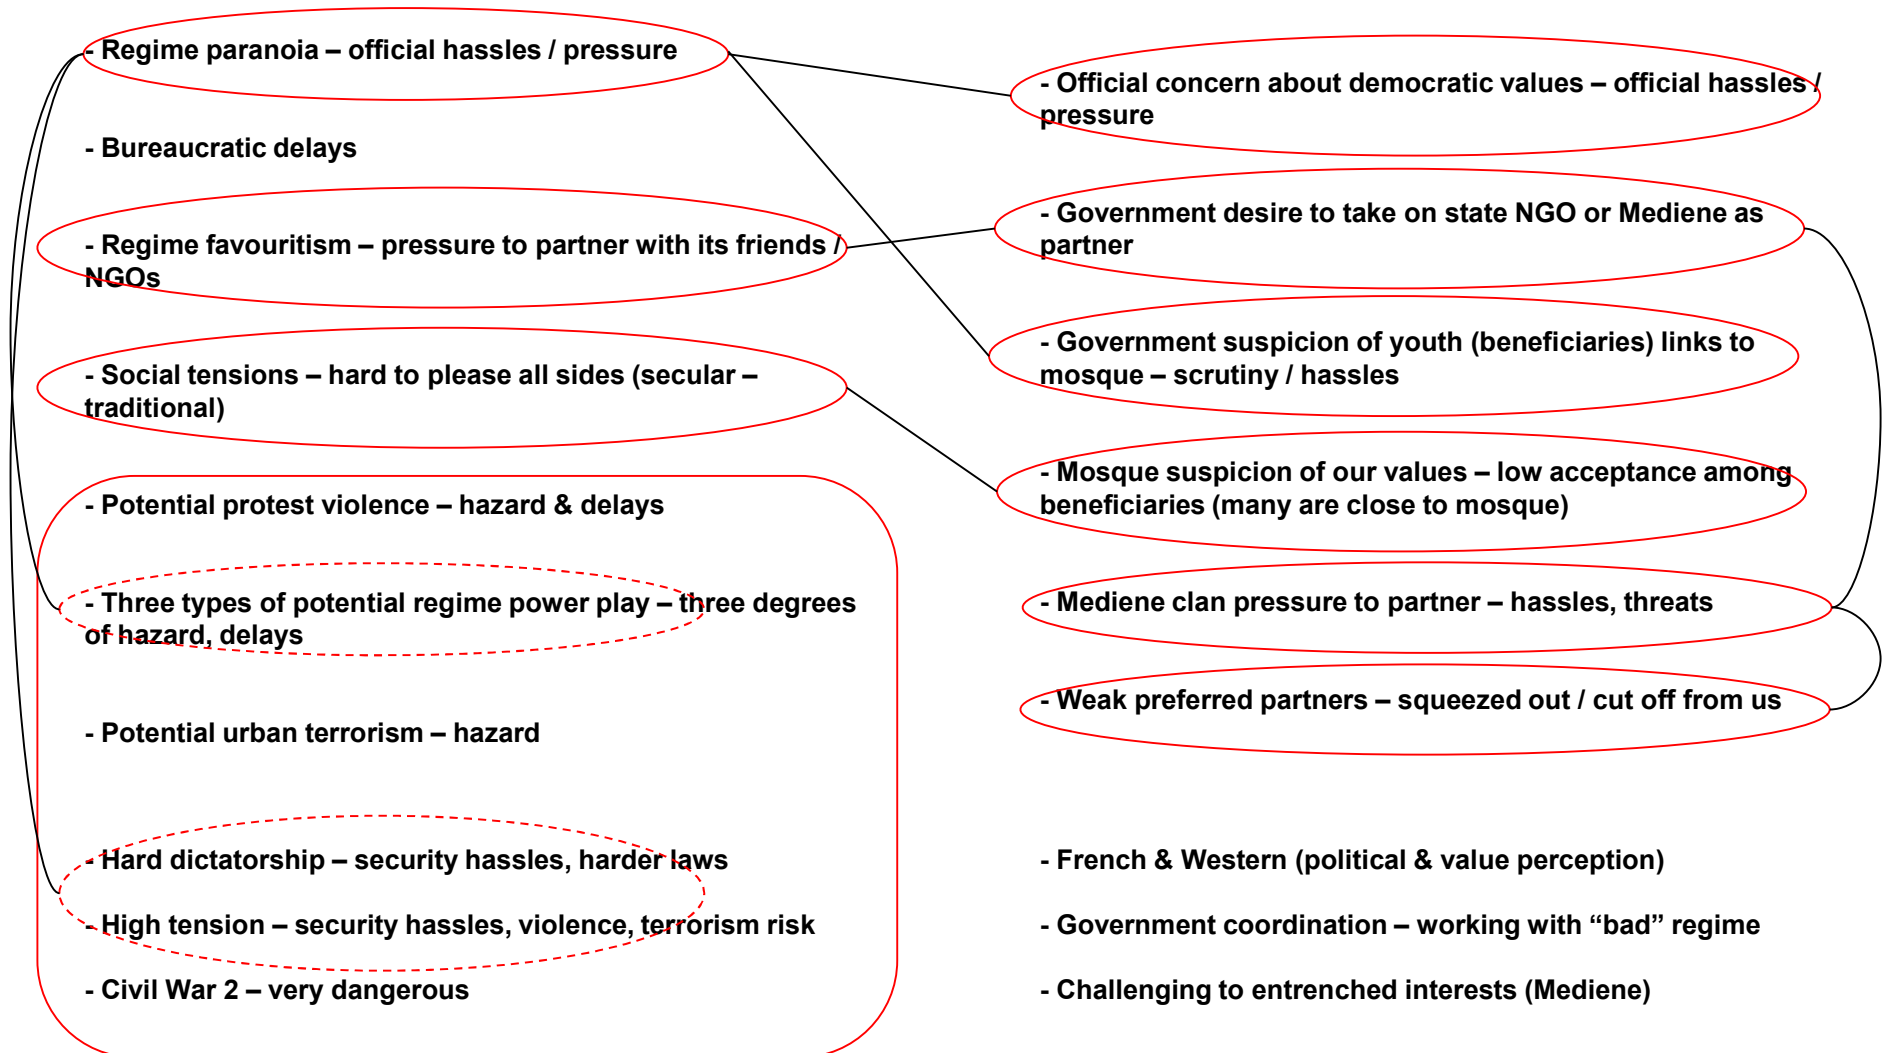 - Regime paranoia – official hassles / pressure
- Bureaucratic delays
- Regime favouritism – pressure to partner with its friends /
NGOs
- Social tensions – hard to please all sides (secular –
traditional)
- Potential protest violence – hazard & delays
- Three types of potential regime power play – three degrees
of hazard, delays
- Potential urban terrorism – hazard
- Hard dictatorship – security hassles, harder laws
- High tension – security hassles, violence, terrorism risk
- Civil War 2 – very dangerous
- Official concern about democratic values – official hassles /
pressure
- Government desire to take on state NGO or Mediene as
partner
- Government suspicion of youth (beneficiaries) links to
mosque – scrutiny / hassles
- Mosque suspicion of our values – low acceptance among
beneficiaries (many are close to mosque)
- Mediene clan pressure to partner – hassles, threats
- Weak preferred partners – squeezed out / cut off from us
- French & Western (political & value perception)
- Government coordination – working with “bad” regime
- Challenging to entrenched interests (Mediene)